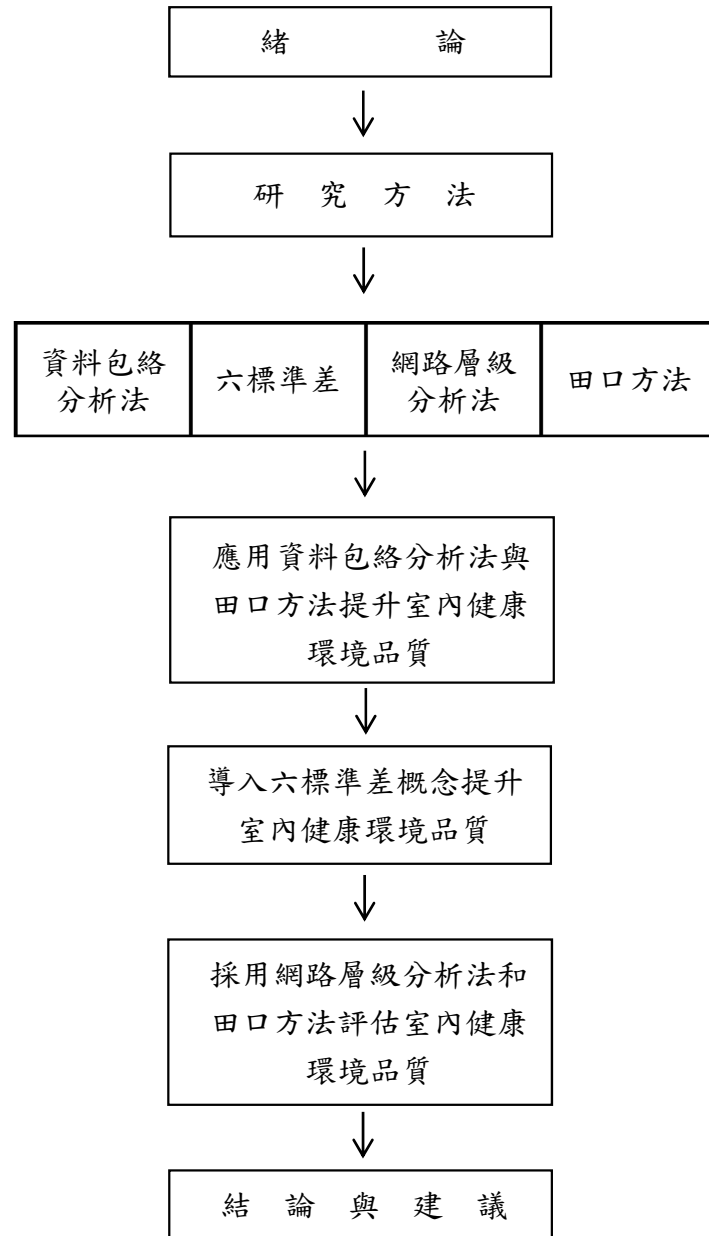 緒論
研究方法
資料包絡
分析法
六標準差
網路層級
分析法
田口方法
應用資料包絡分析法與
田口方法提升室內健康
環境品質
導入六標準差概念提升
室內健康環境品質
採用網路層級分析法和
田口方法評估室內健康
環境品質
結論與建議